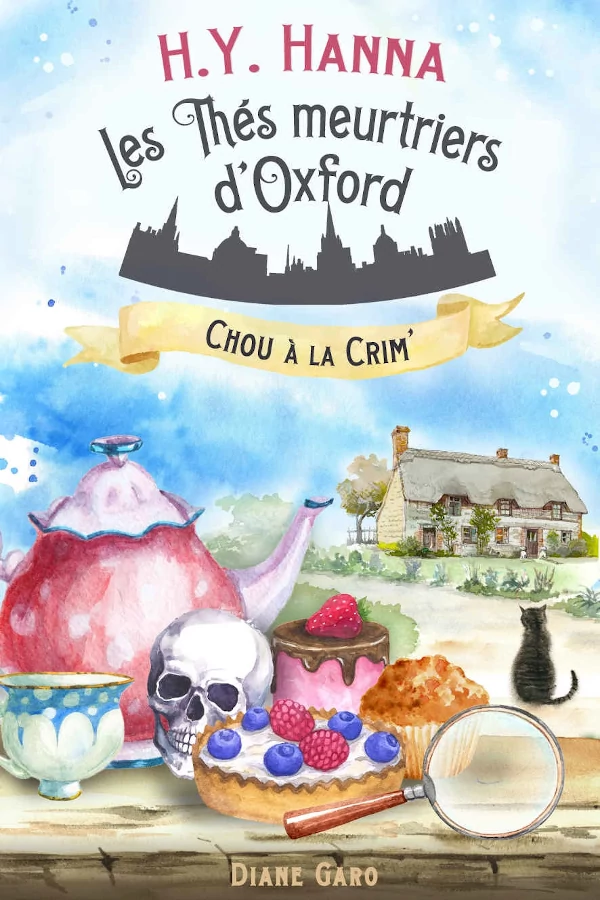 H.Y. Hanna
Les Thés meurtriers
d'Oxford
Chou à la Crim'
Diane Garo